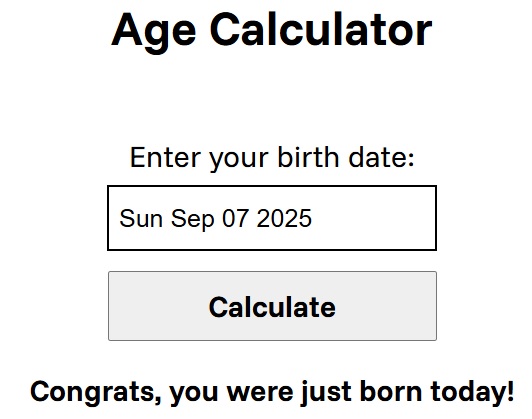 Age Calculator
Enter your birth date:
Sun Sep 07 2025
Calculate
Congrats, you were just born today!